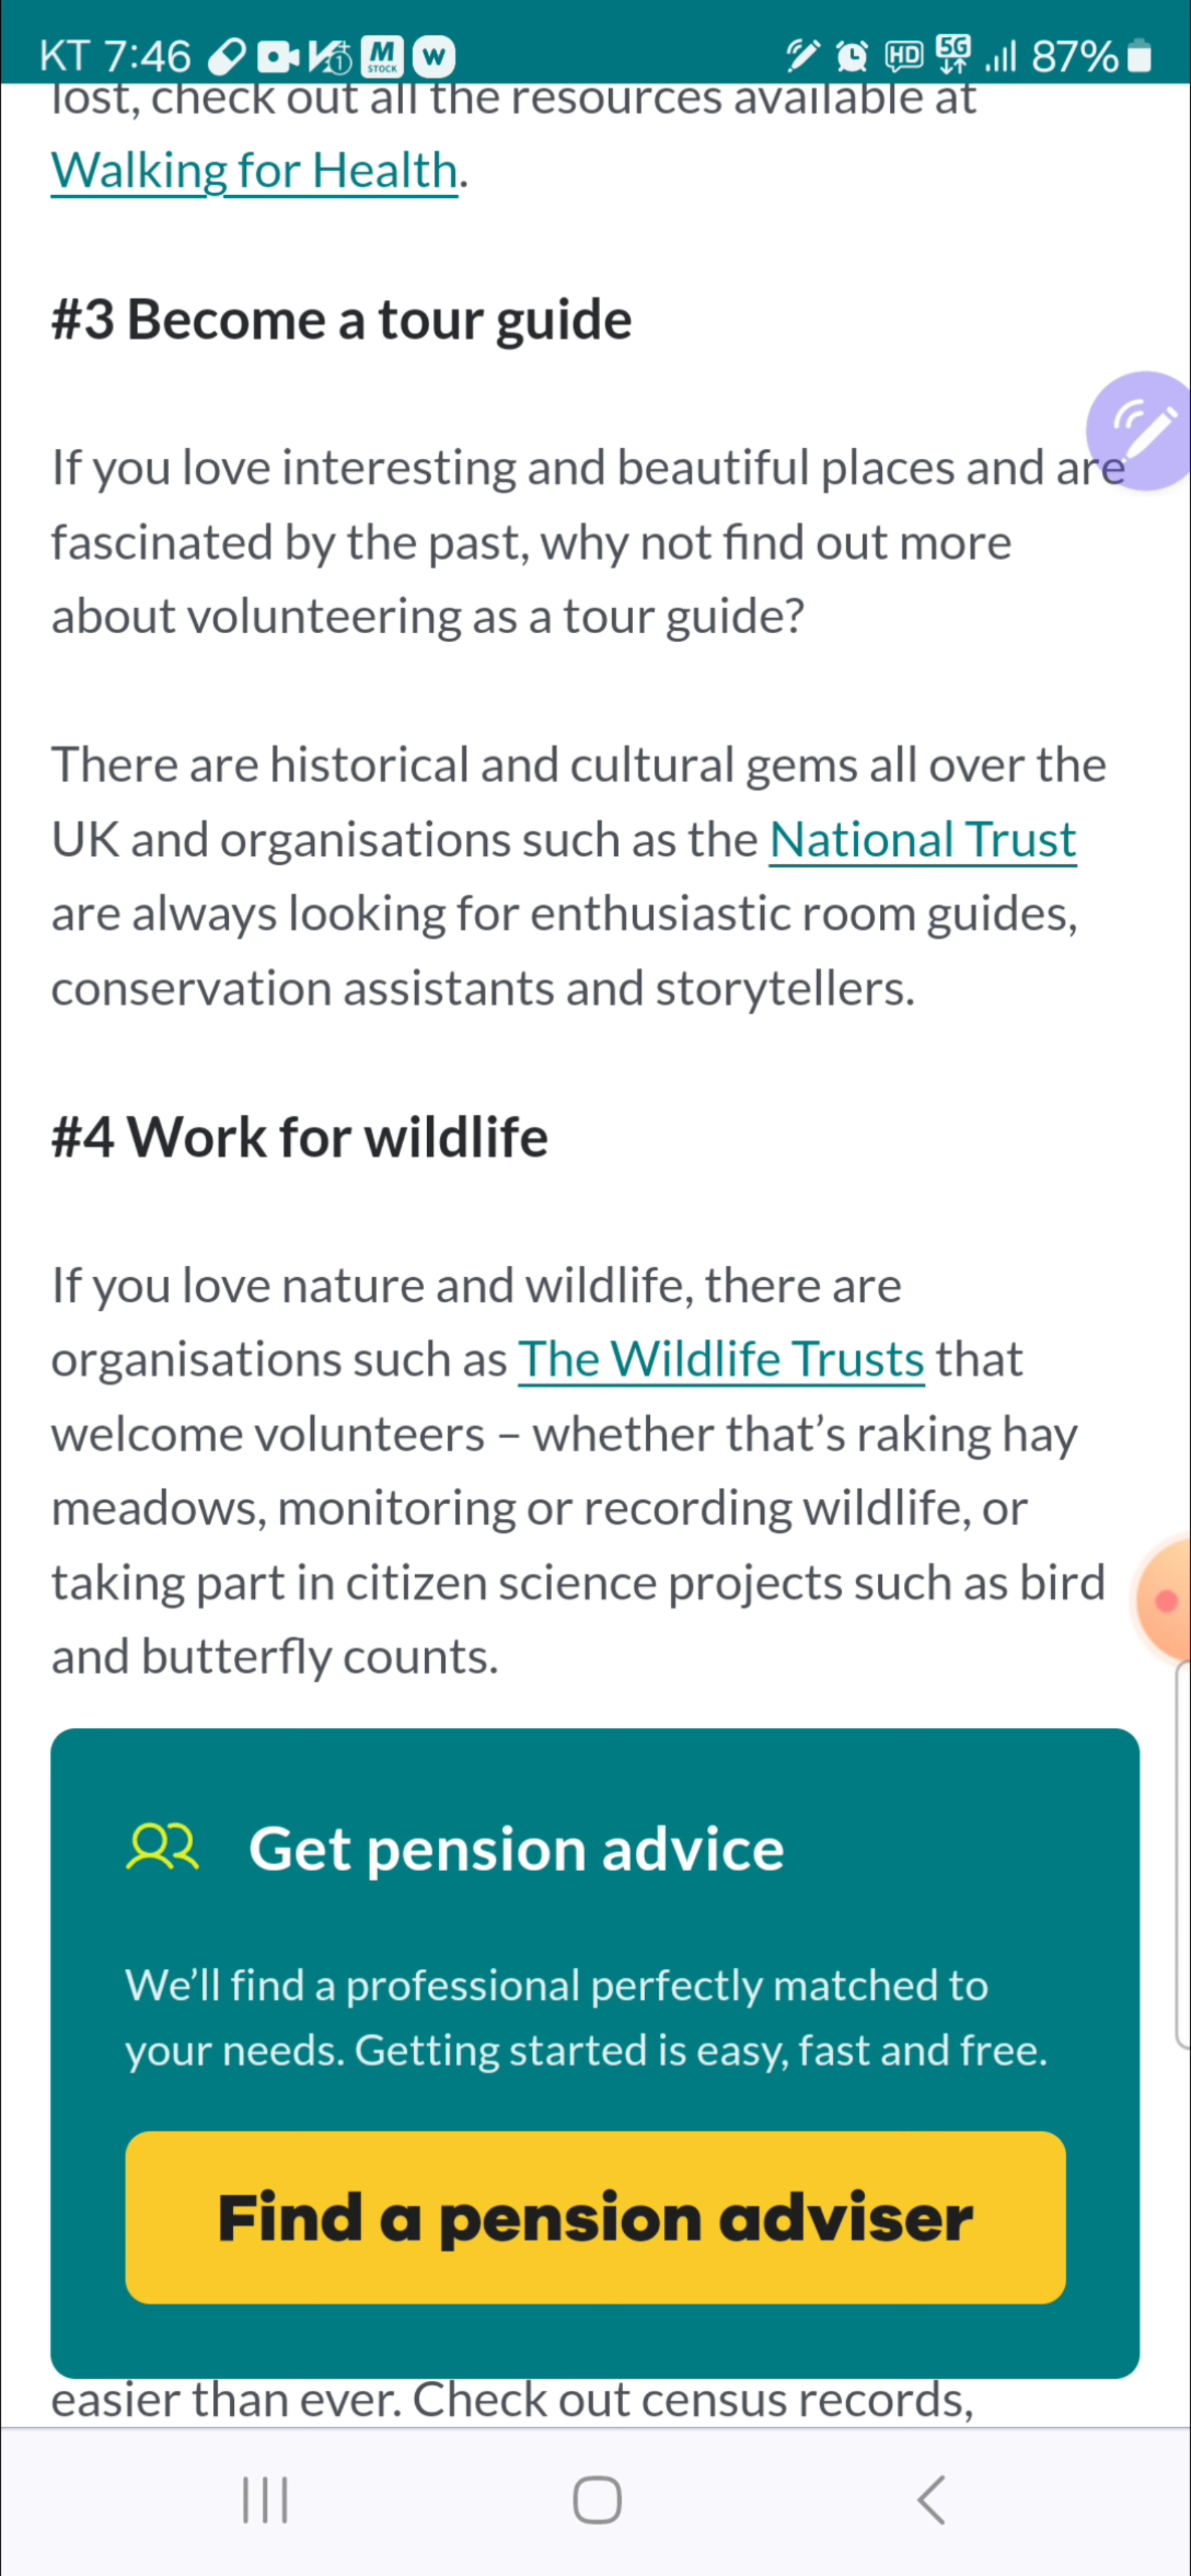 KT 7:46
M
STOCK
W
HD
5G
87%
lost, check out all the resources available at
Walking for Health.
#3 Become a tour guide
If you love interesting and beautiful places and are
fascinated by the past, why not find out more
about volunteering as a tour guide?
There are historical and cultural gems all over the
UK and organisations such as the National Trust
are always looking for enthusiastic room guides,
conservation assistants and storytellers.
#4 Work for wildlife
If you love nature and wildlife, there are
organisations such as The Wildlife Trusts that
welcome volunteers – whether that’s raking hay
meadows, monitoring or recording wildlife, or
taking part in citizen science projects such as bird
and butterfly counts.
Get pension advice
We’ll find a professional perfectly matched to
your needs. Getting started is easy, fast and free.
Find a pension adviser
easier than ever. Check out census records,